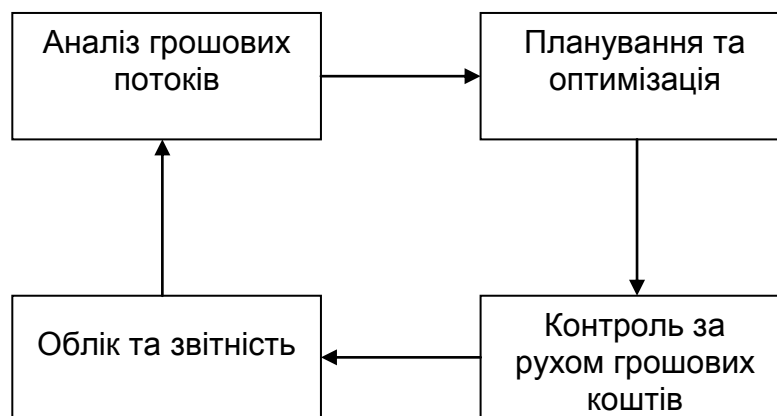 Аналіз грошових
потоків
Планування та
оптимізація
Облік та звітність
Контроль за
рухом грошових
коштів